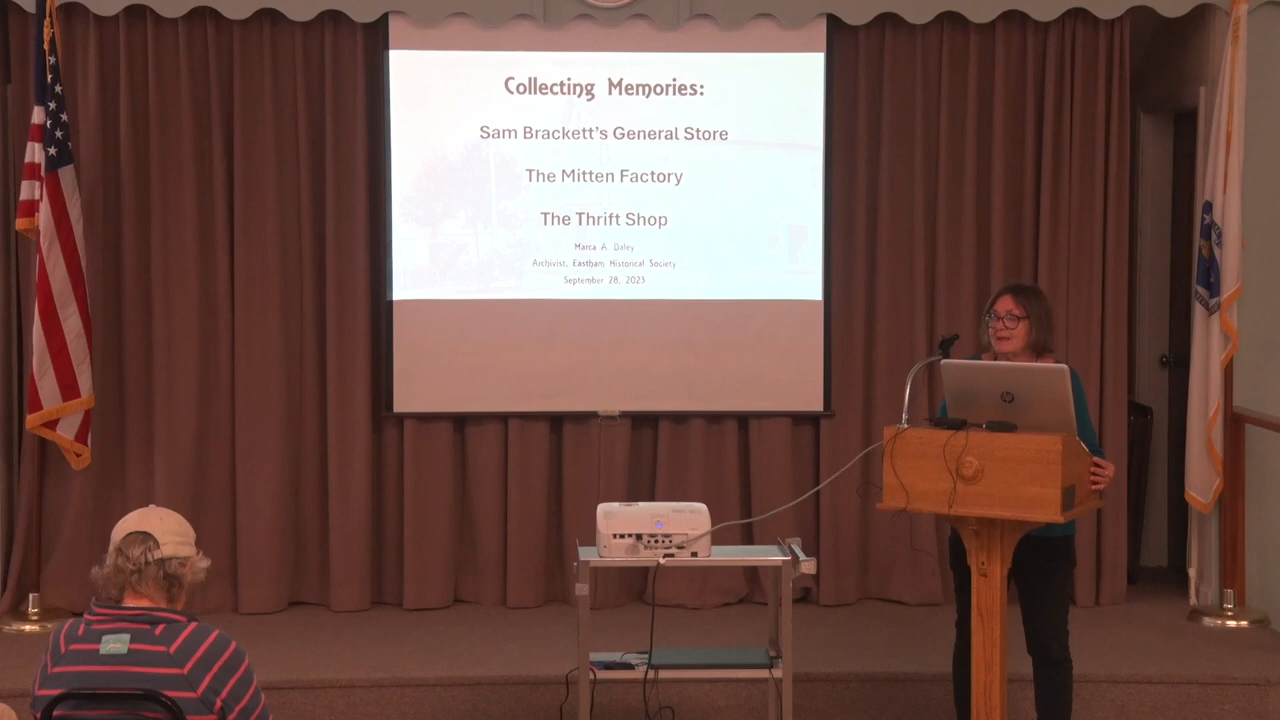 Collecting Memories:
Sam Brackett's General Store
The Mitten Factory
The Thrift Shop
Marca A. Daley
Archivist, Eastham Historical Society
September 28, 2023
hp